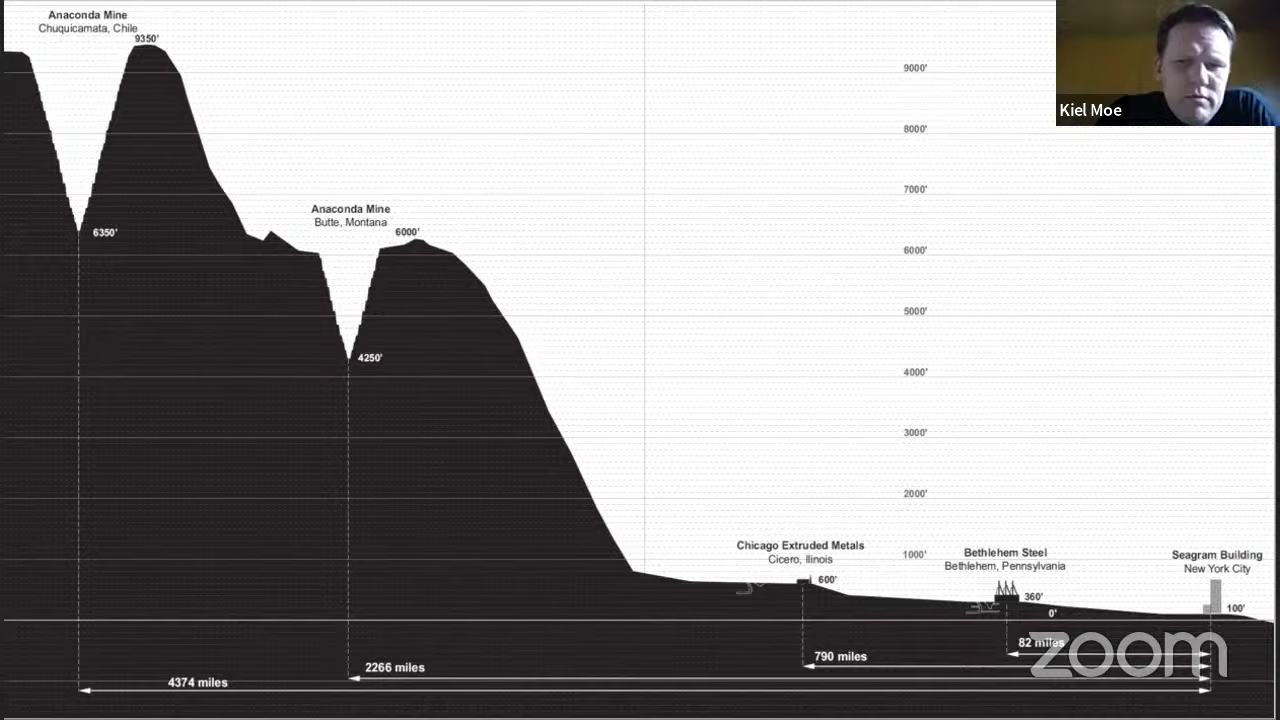 Anaconda Mine
Chuquicamata, Chile
9350'
Kiel Moe
9000'
8000'
7000'
Anaconda Mine
Butte, Montana
6000'
6350'
6000'
5000'
4250'
4000'
3000'
2000'
Chicago Extruded Metals
Cicero, Ilinois
600'
1000'
Bethlehem Steel
Bethlehem, Pennsylvania
360'
0'
Seagram Building
New York City
100'
82 miles
790 miles
2266 miles
4374 miles
zoom